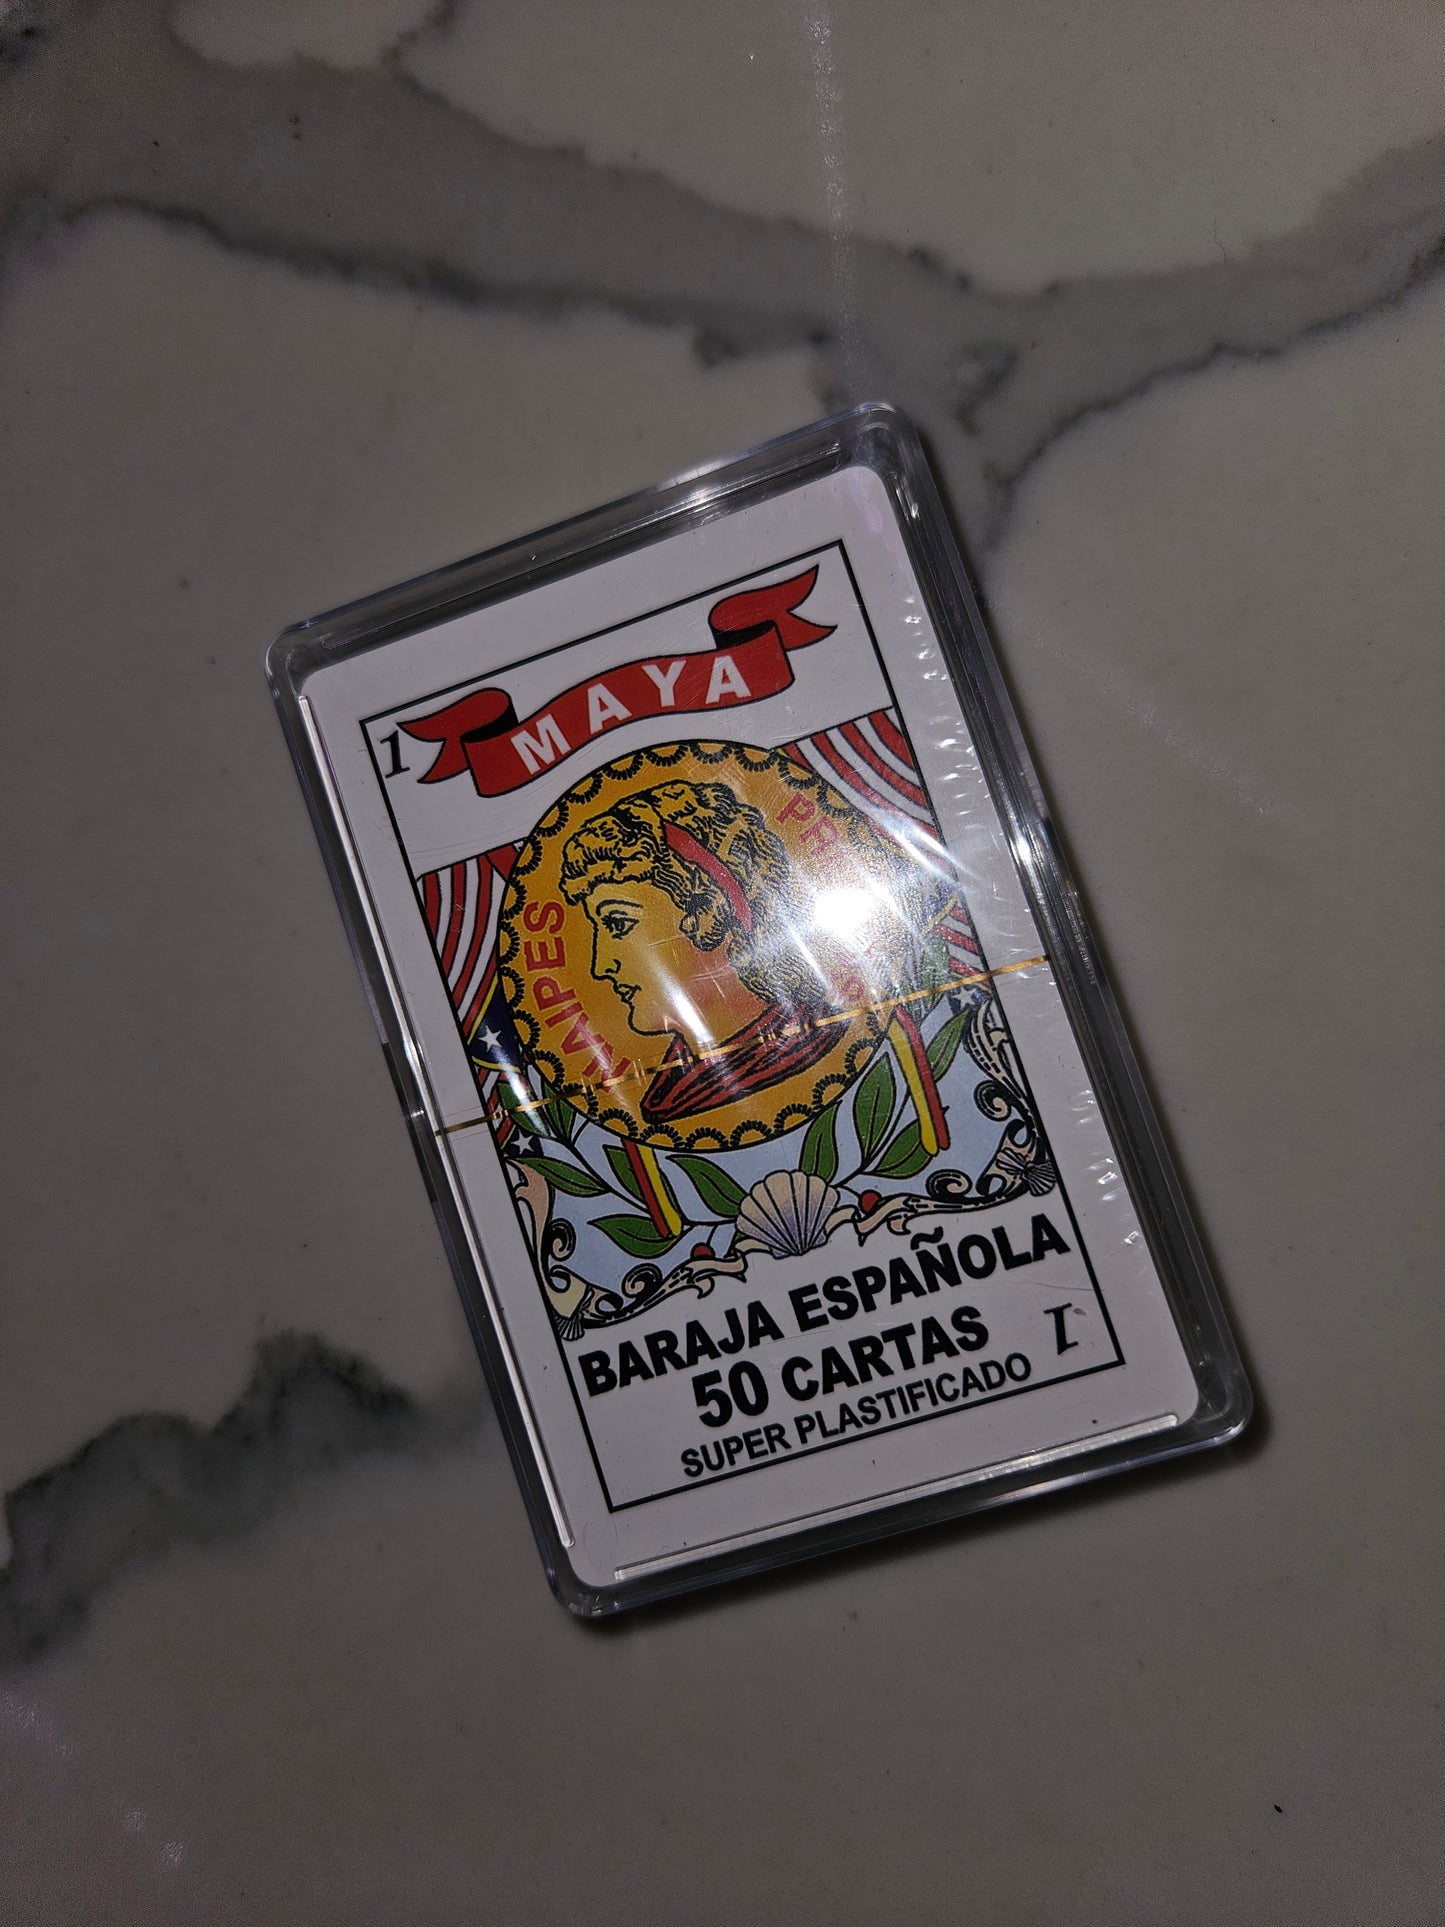 MAYA
1
NAIPES
BARAJA ESPAÑOLA
50 CARTAS
1
SUPER PLASTIFICADO